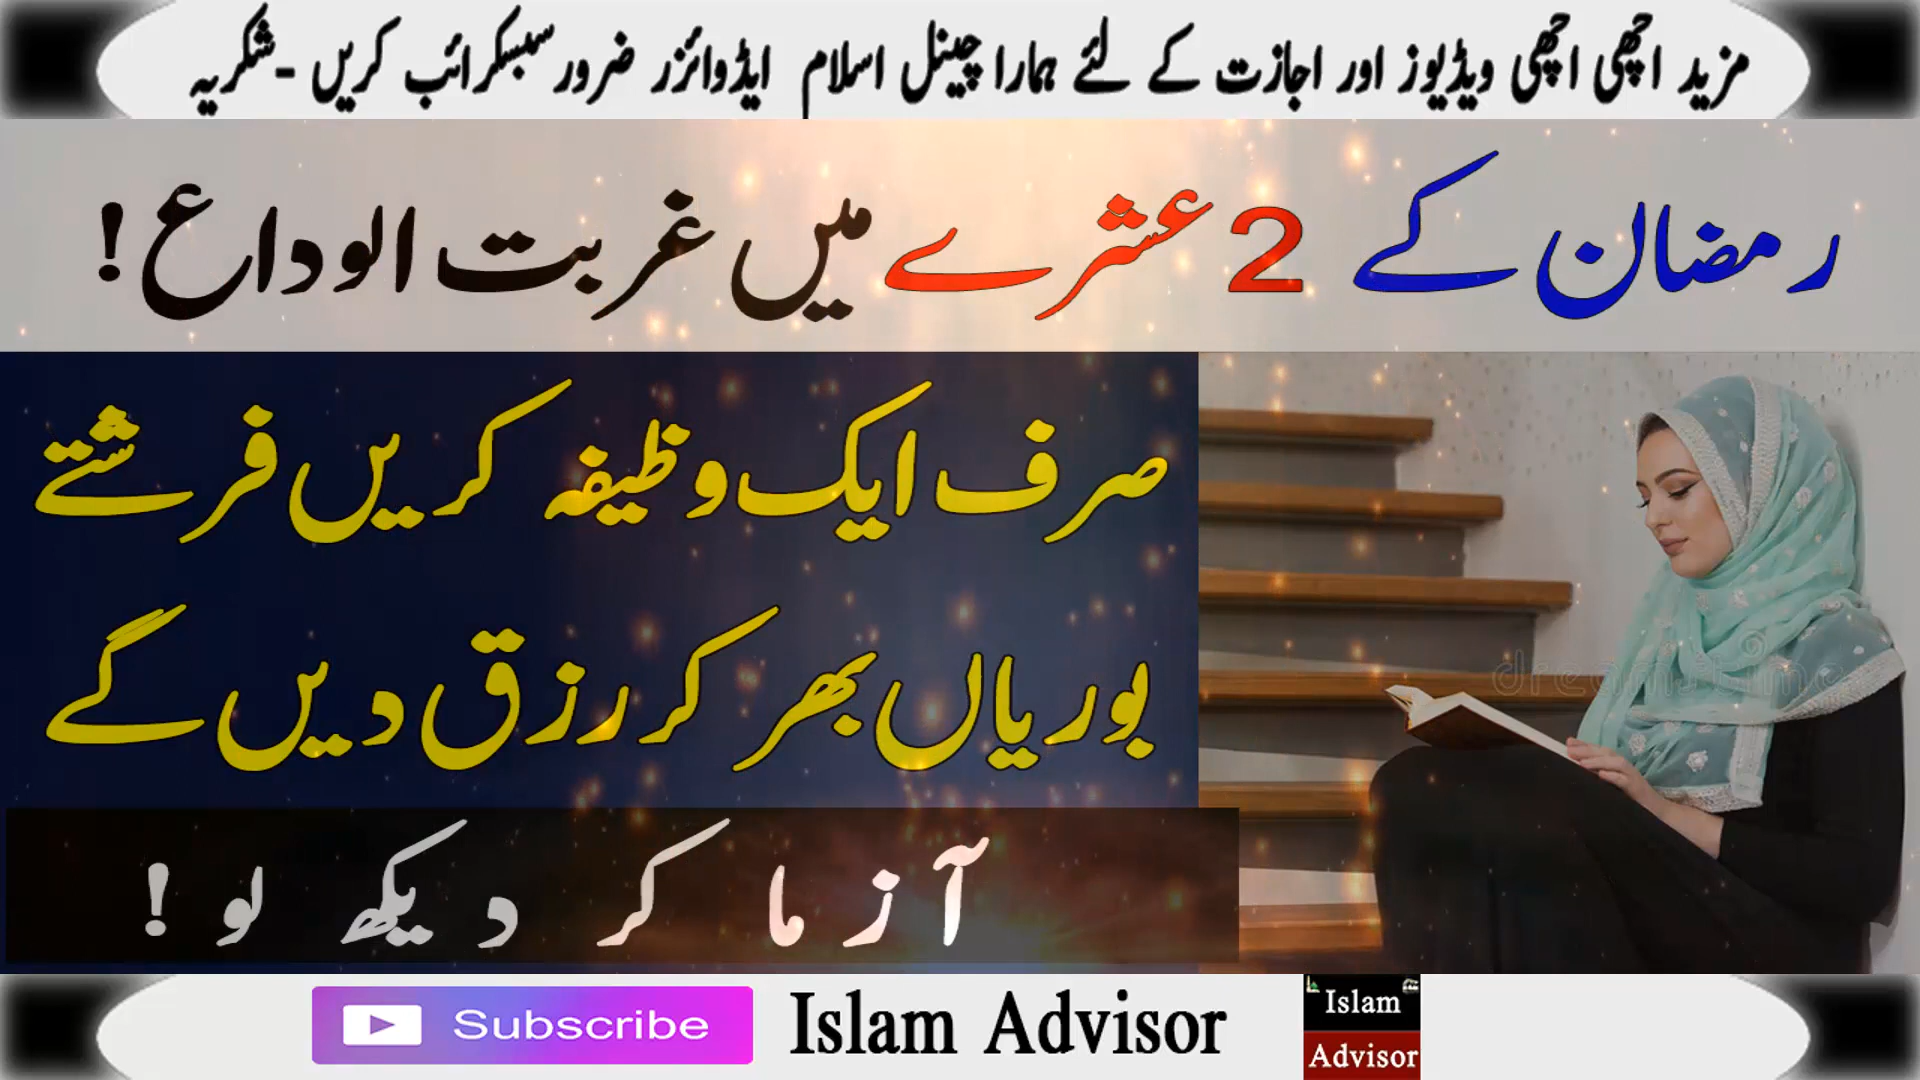 مزید اچھی اچھی ویڈیوز اور اجازت کے لئے ہمارا چینل اسلام ایڈوائزر ضرور سبسکرائب کریں -شکریہ
رمضان کے 2 عشرے میں غربت الوداع!
صرف ایک وظیفہ کریں فرشتے
بوریاں بھر کر رزق دیں گے
آزما کر دیکھ لو !
dreamstime
Subscribe
Islam Advisor
Islam
Advisor